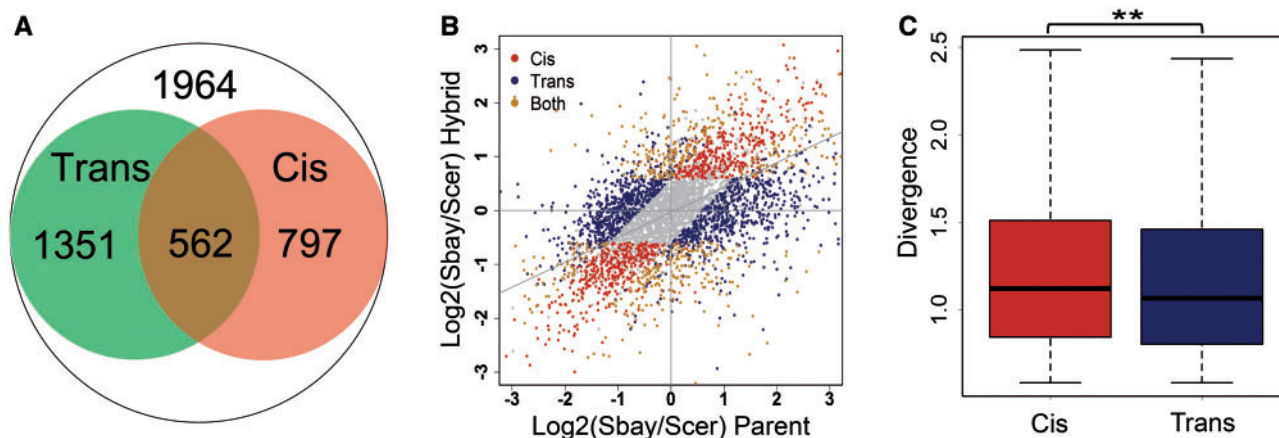 A
1964
Trans
Cis
1351
562
797
B
Cis
Trans
Both
Log2(Sbay/Scer) Hybrid
3
2
1
0
-1
-2
-3
-3 -2 -1 0 1 2 3
Log2(Sbay/Scer) Parent
C
**
Divergence
2.5
2.0
1.5
1.0
Cis Trans